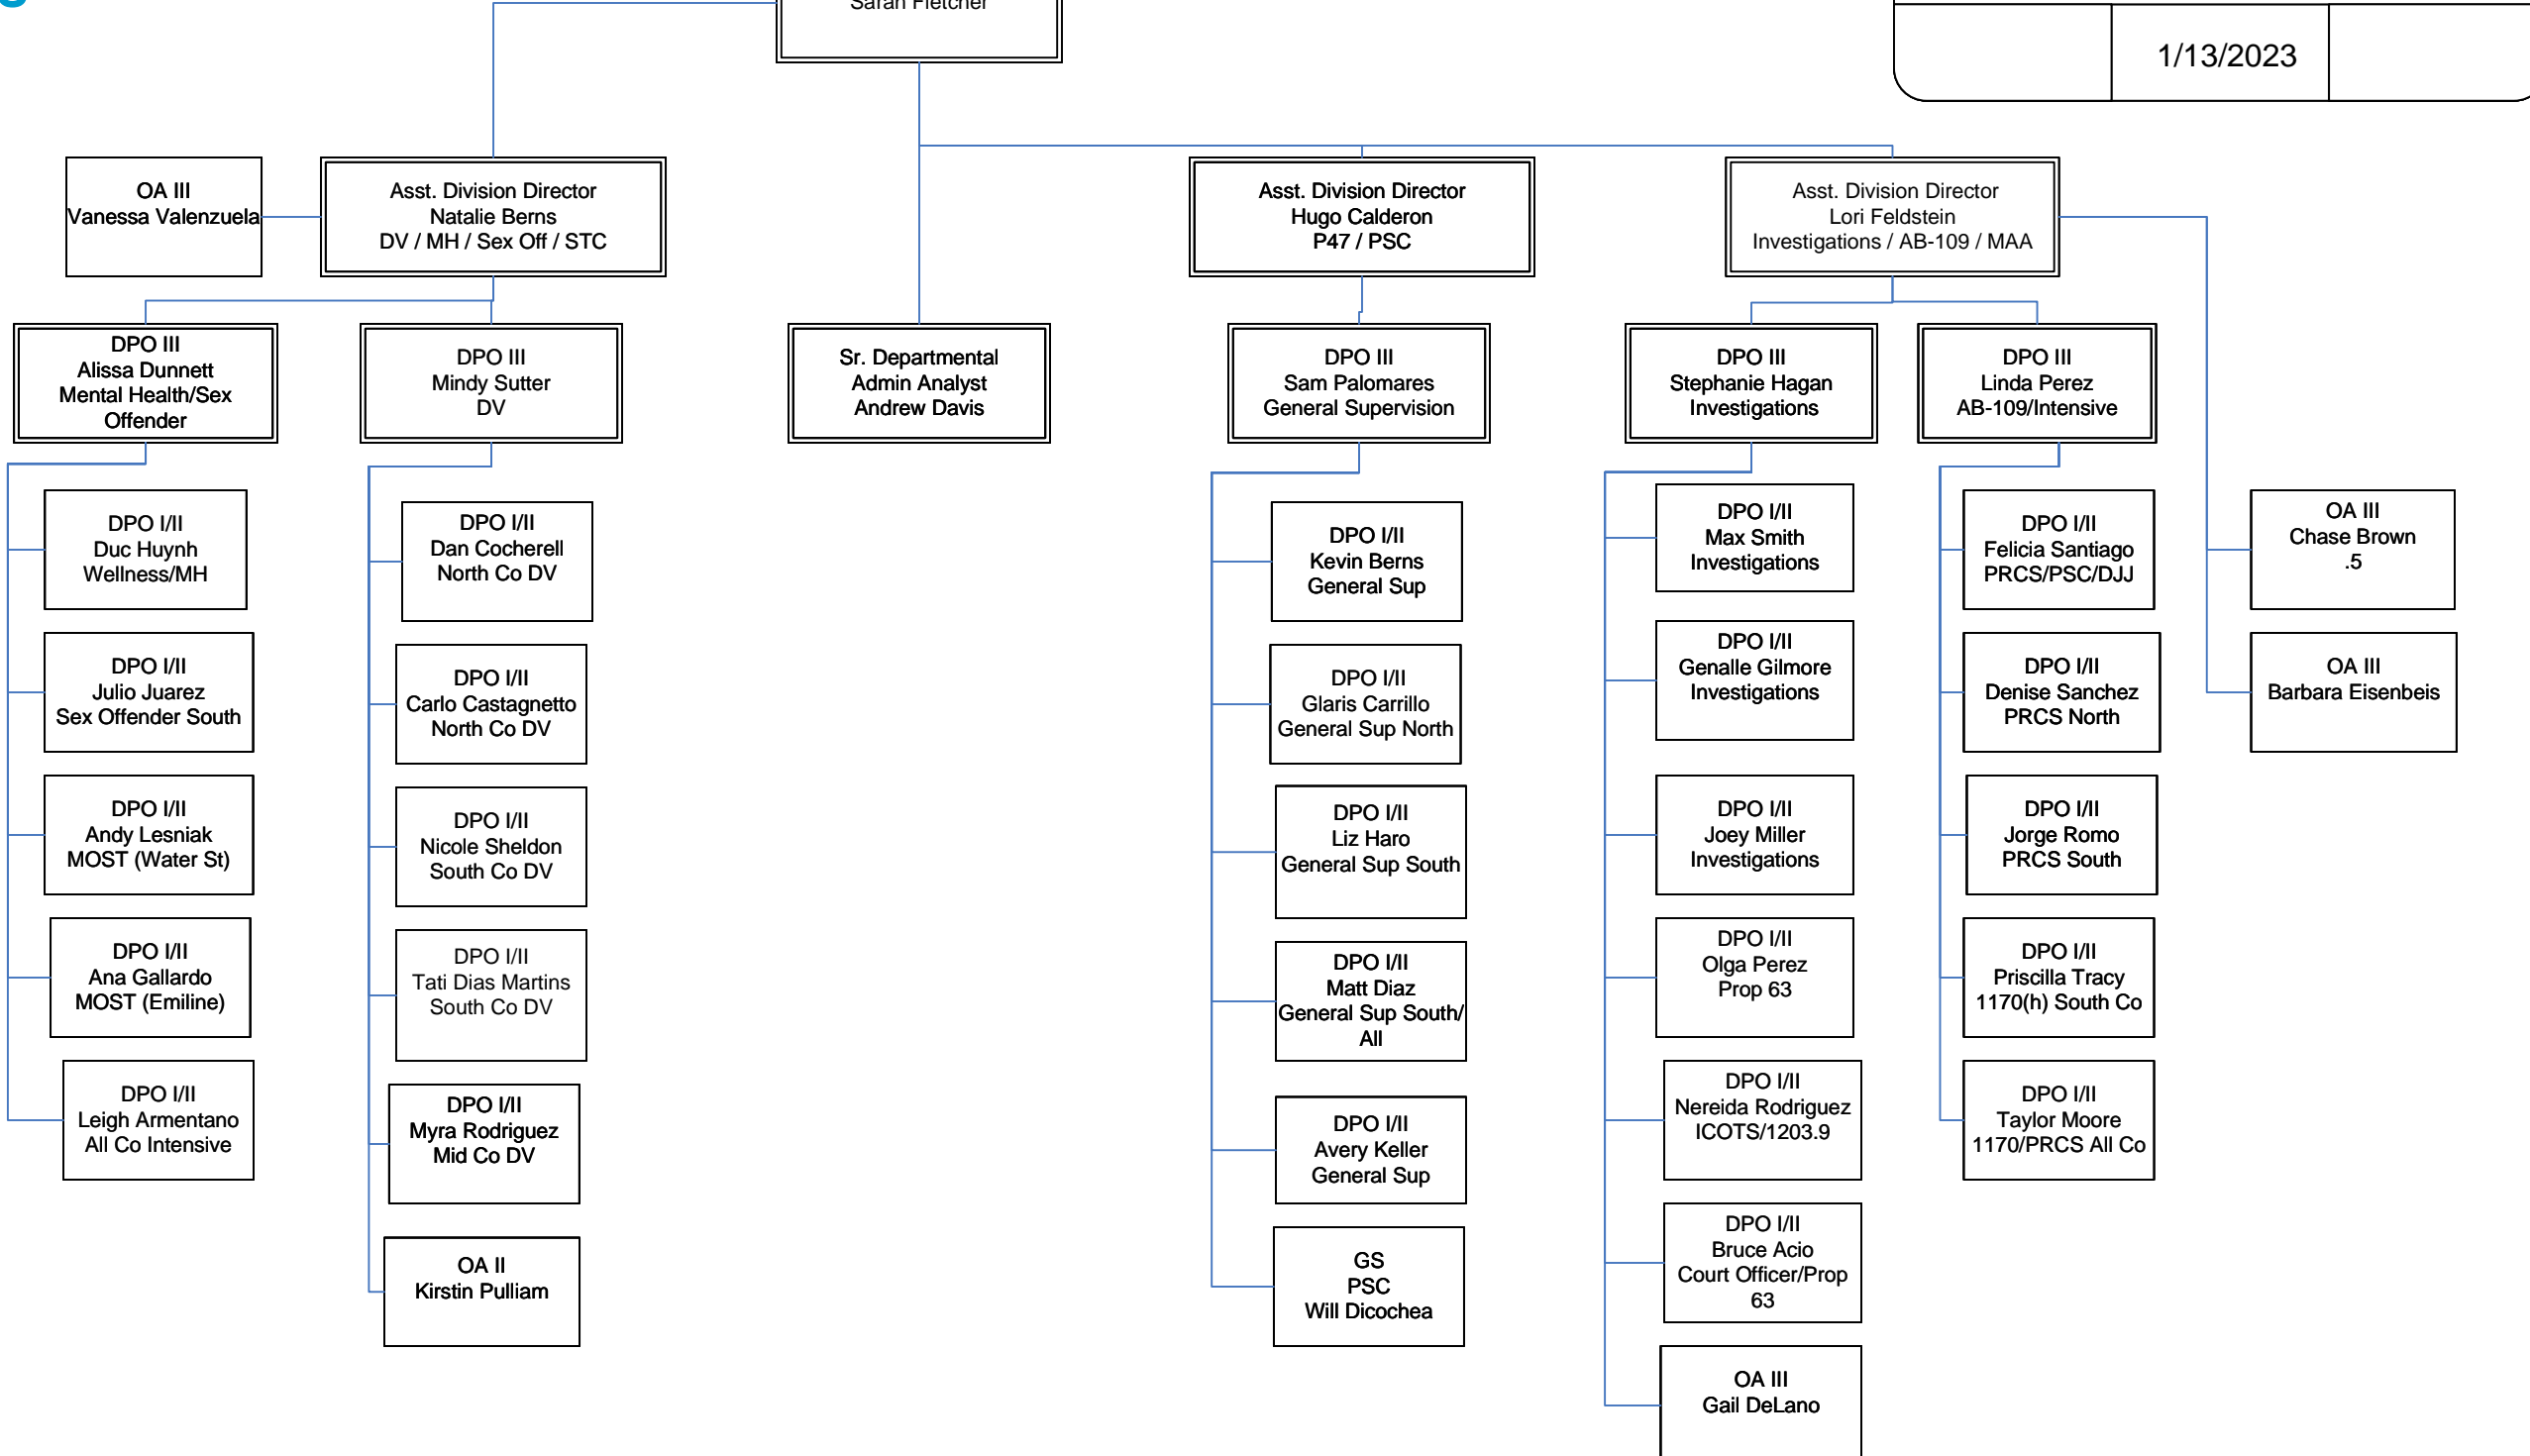 Sarah Fletcher
1/13/2023
OA III
Vanessa Valenzuela
Asst. Division Director
Natalie Berns
DV / MH / Sex Off / STC
Asst. Division Director
Hugo Calderon
P47 / PSC
Asst. Division Director
Lori Feldstein
Investigations / AB-109 / MAA
DPO III
Alissa Dunnett
Mental Health/Sex
Offender
DPO III
Mindy Sutter
DV
Sr. Departmental
Admin Analyst
Andrew Davis
DPO III
Sam Palomares
General Supervision
DPO III
Stephanie Hagan
Investigations
DPO III
Linda Perez
AB-109/Intensive
DPO I/II
Duc Huynh
Wellness/MH
DPO I/II
Julio Juarez
Sex Offender South
DPO I/II
Andy Lesniak
MOST (Water St)
DPO I/II
Ana Gallardo
MOST (Emiline)
DPO I/II
Leigh Armentano
All Co Intensive
DPO I/II
Dan Cocherell
North Co DV
DPO I/II
Carlo Castagnetto
North Co DV
DPO I/II
Nicole Sheldon
South Co DV
DPO I/II
Tati Dias Martins
South Co DV
DPO I/II
Myra Rodriguez
Mid Co DV
OA II
Kirstin Pulliam
DPO I/II
Kevin Berns
General Sup
DPO I/II
Glaris Carrillo
General Sup North
DPO I/II
Liz Haro
General Sup South
DPO I/II
Matt Diaz
General Sup South/
All
DPO I/II
Avery Keller
General Sup
GS
PSC
Will Dicochea
DPO I/II
Max Smith
Investigations
DPO I/II
Genalle Gilmore
Investigations
DPO I/II
Joey Miller
Investigations
DPO I/II
Olga Perez
Prop 63
DPO I/II
Nereida Rodriguez
ICOTS/1203.9
DPO I/II
Bruce Acio
Court Officer/Prop
63
OA III
Gail DeLano
DPO I/II
Felicia Santiago
PRCS/PSC/DJJ
DPO I/II
Denise Sanchez
PRCS North
DPO I/II
Jorge Romo
PRCS South
DPO I/II
Priscilla Tracy
1170(h) South Co
DPO I/II
Taylor Moore
1170/PRCS All Co
OA III
Chase Brown
.5
OA III
Barbara Eisenbeis